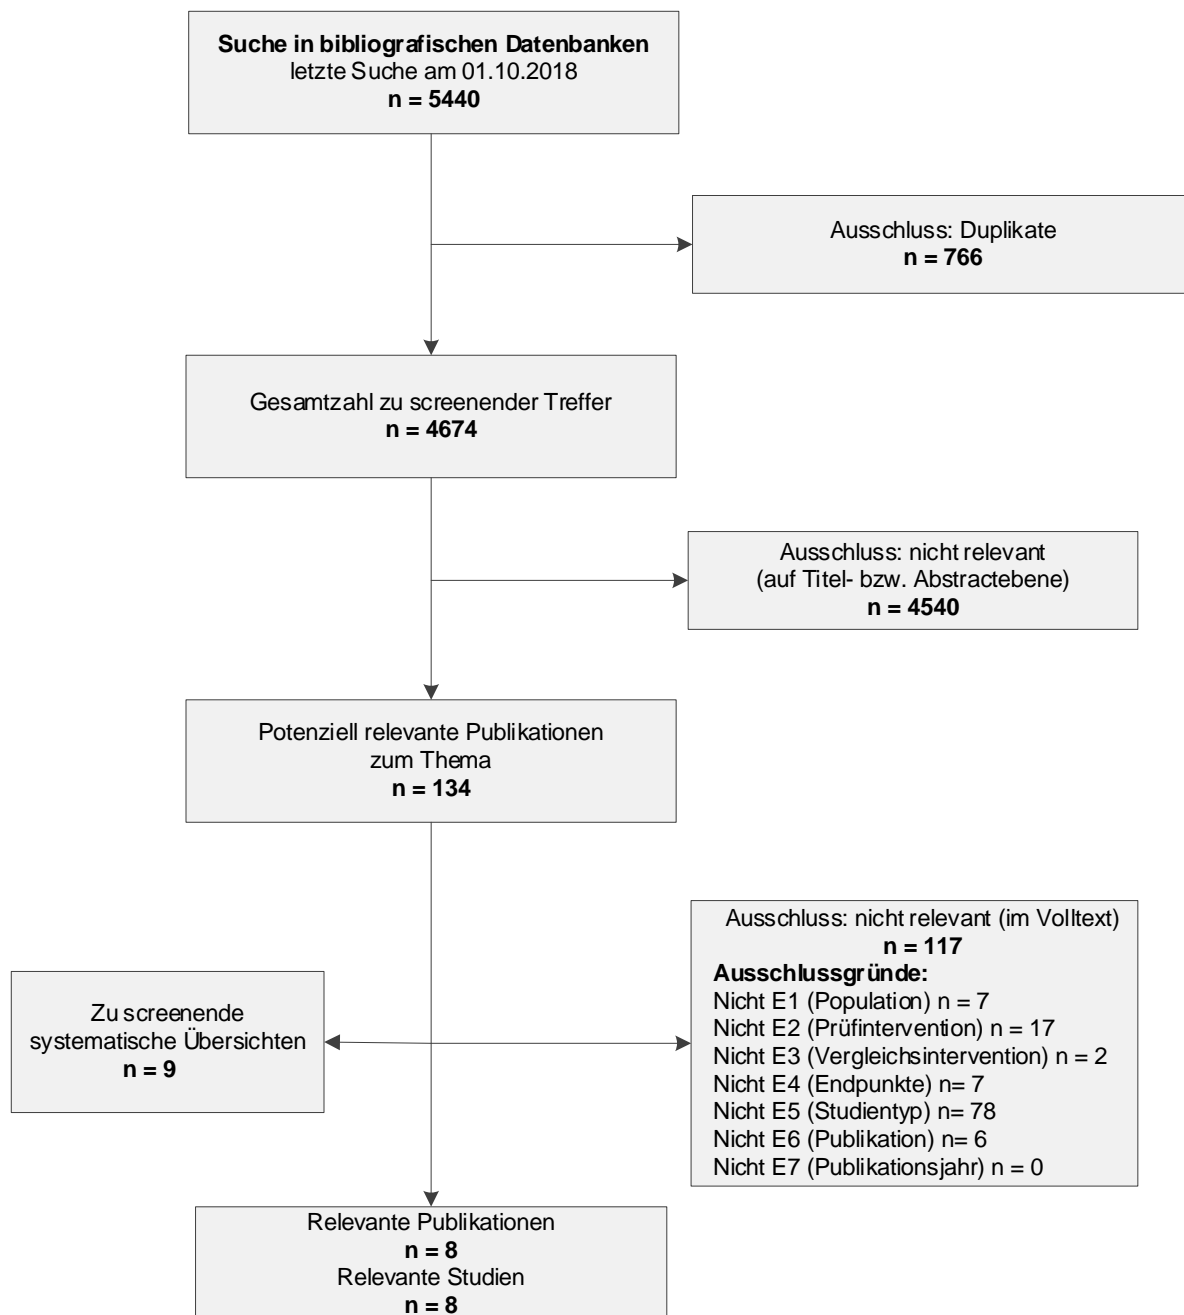 Suche in bibliografischen Datenbanken
letzte Suche am 01.10.2018
n = 5440
Ausschluss: Duplikate
n = 766
Gesamtzahl zu screenender Treffer
n = 4674
Ausschluss: nicht relevant
(auf Titel- bzw. Abstractebene)
n = 4540
Potenziell relevante Publikationen
zum Thema
n = 134
Ausschluss: nicht relevant (im Volltext)
n = 117
Ausschlussgründe:
Nicht E1 (Population) n = 7
Nicht E2 (Prüfintervention) n = 17
Nicht E3 (Vergleichsintervention) n = 2
Nicht E4 (Endpunkte) n= 7
Nicht E5 (Studientyp) n= 78
Nicht E6 (Publikation) n= 6
Nicht E7 (Publikationsjahr) n = 0
Zu screenende
systematische Übersichten
n = 9
Relevante Publikationen
n = 8
Relevante Studien
n = 8